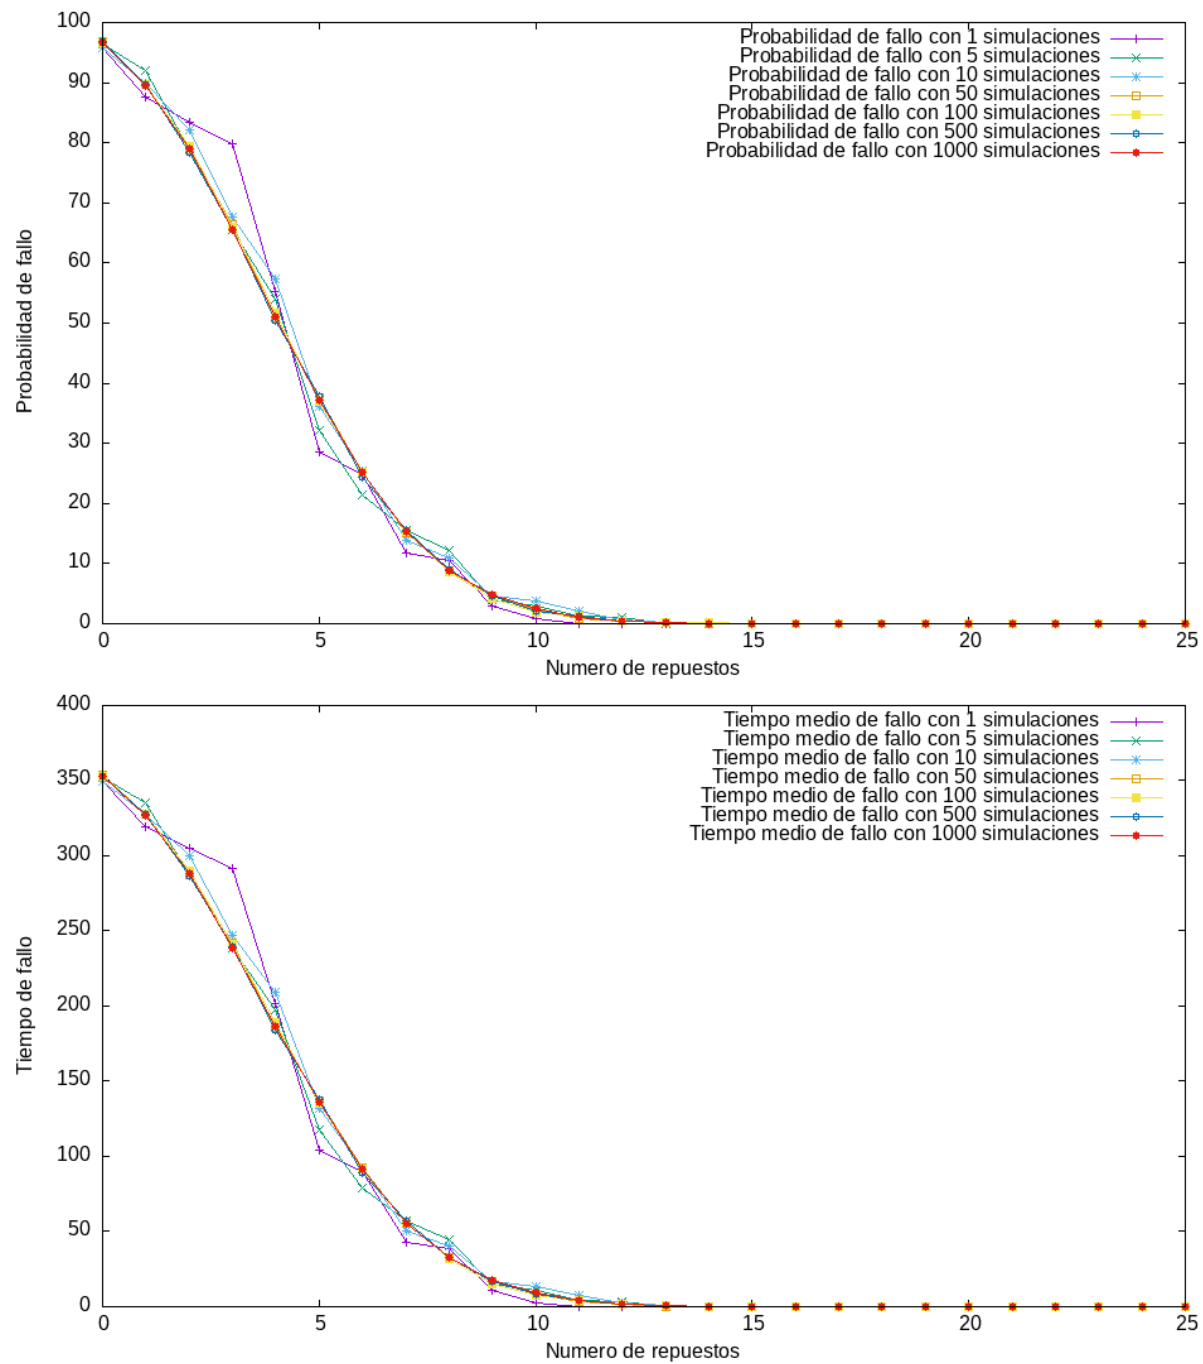 100
90
80
70
60
50
40
30
20
10
0
Probabilidad de fallo
Probabilidad de fallo con 1 simulaciones
Probabilidad de fallo con 5 simulaciones
Probabilidad de fallo con 10 simulaciones
Probabilidad de fallo con 50 simulaciones
Probabilidad de fallo con 100 simulaciones
Probabilidad de fallo con 500 simulaciones
Probabilidad de fallo con 1000 simulaciones
0 5 10 15 20 25
Numero de repuestos
400
350
300
250
200
150
100
50
0
Tiempo de fallo
Tiempo medio de fallo con 1 simulaciones
Tiempo medio de fallo con 5 simulaciones
Tiempo medio de fallo con 10 simulaciones
Tiempo medio de fallo con 50 simulaciones
Tiempo medio de fallo con 100 simulaciones
Tiempo medio de fallo con 500 simulaciones
Tiempo medio de fallo con 1000 simulaciones
0 5 10 15 20 25
Numero de repuestos